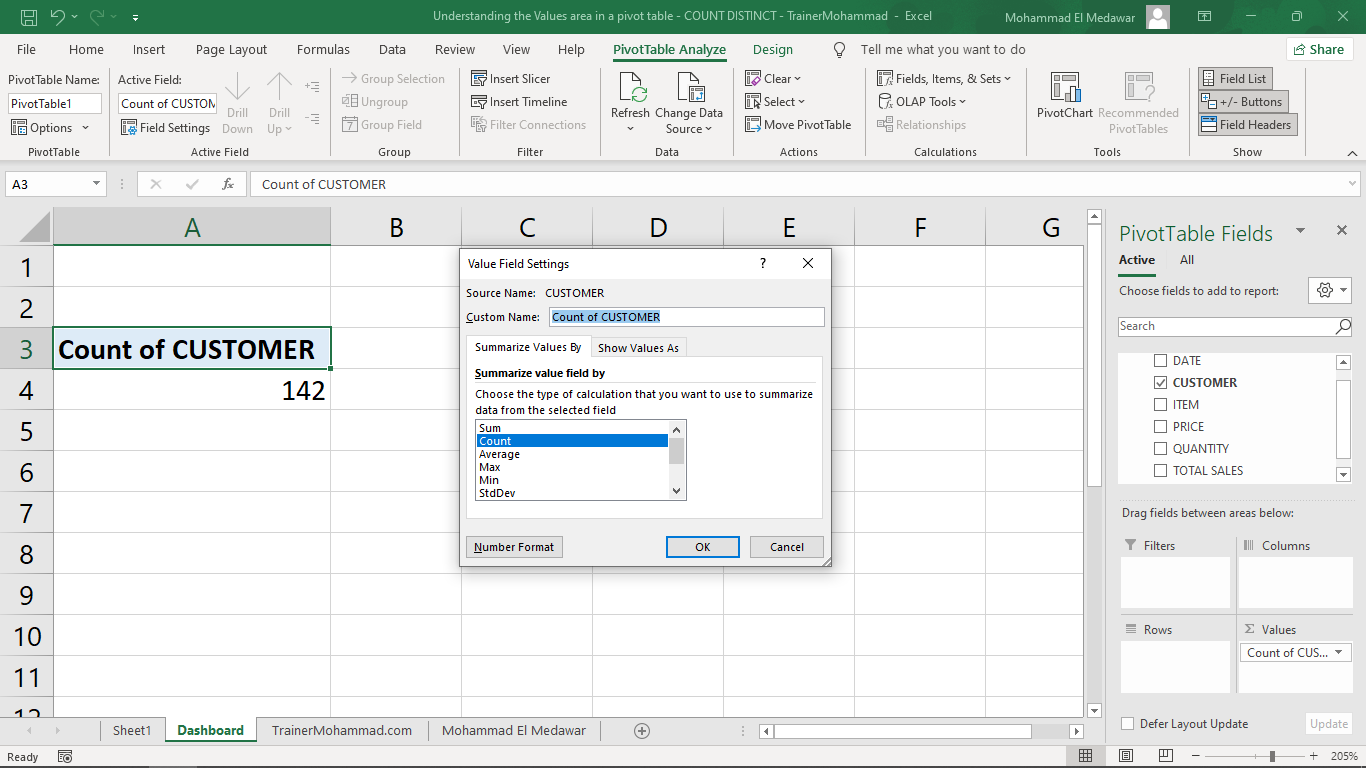 Understanding the Values area in a pivot table - COUNT DISTINCT - TrainerMohammad - Excel
Mohammad El Medawar
File Home Insert Page Layout Formulas Data Review View Help PivotTable Analyze Design Tell me what you want to do Share
PivotTable Name:
PivotTable1
Options
PivotTable
Active Field:
Count of CUSTOM
Field Settings
Drill Down
Drill Up
Active Field
Group Selection
Ungroup
Group Field
Group
Insert Slicer
Insert Timeline
Filter Connections
Filter
Refresh
Change Data Source
Data
Clear
Select
Move PivotTable
Actions
Fields, Items, & Sets
OLAP Tools
Relationships
Calculations
PivotChart
Recommended PivotTables
Tools
Field List
+/- Buttons
Field Headers
Show
A3
fx
Count of CUSTOMER
A B C D E F G
1
2
3 Count of CUSTOMER
4 142
5
6
7
8
9
10
11
12
Value Field Settings ?
Source Name: CUSTOMER
Custom Name: Count of CUSTOMER
Summarize Values By Show Values As
Summarize value field by
Choose the type of calculation that you want to use to summarize
data from the selected field
Sum
Count
Average
Max
Min
StdDev
Number Format OK Cancel
PivotTable Fields
Active All
Choose fields to add to report:
Search
DATE
CUSTOMER
ITEM
PRICE
QUANTITY
TOTAL SALES
Drag fields between areas below:
Filters
Columns
Rows
Σ Values
Count of CUS...
Defer Layout Update Update
Sheet1 Dashboard TrainerMohammad.com Mohammad El Medawar
Ready
205%